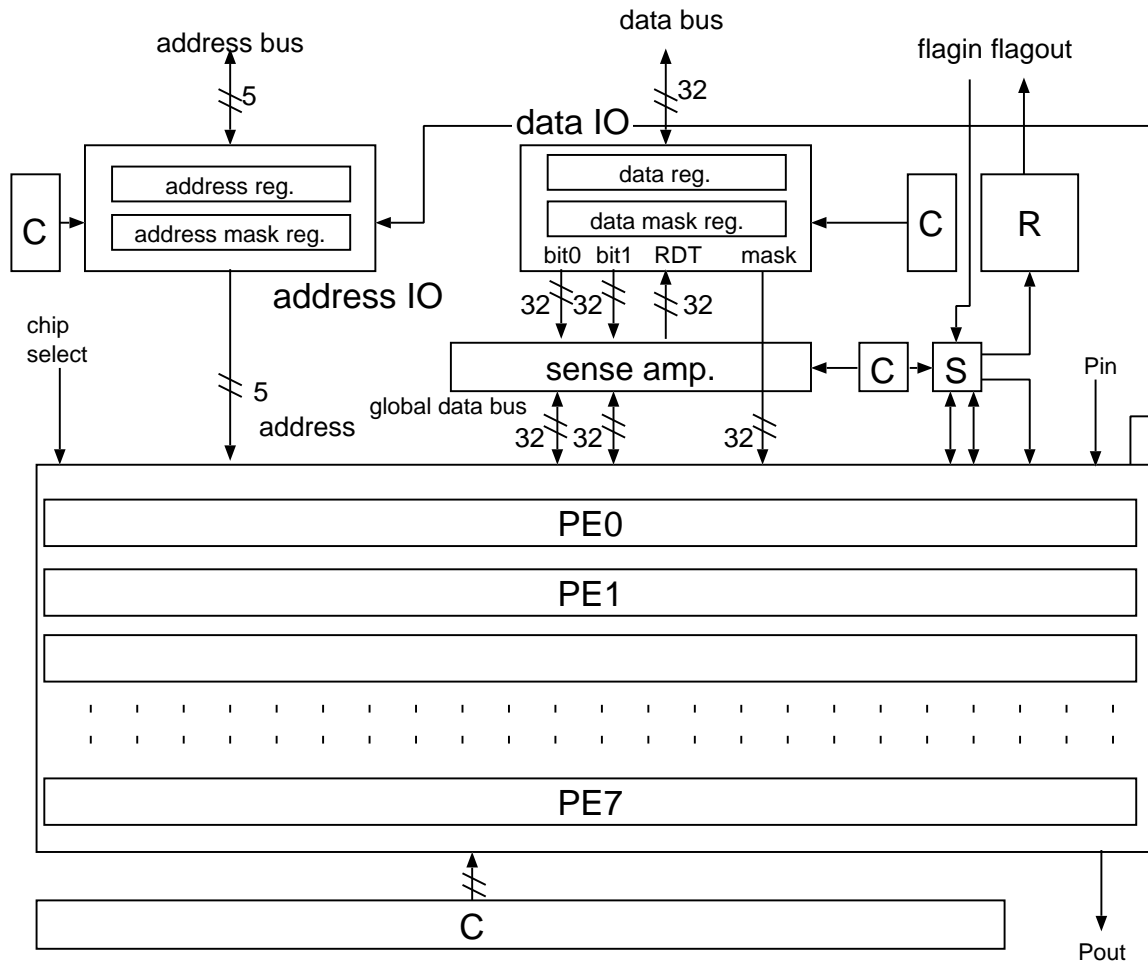 address bus
data bus
flagin flagout
5
32
data IO
address reg.
address mask reg.
C
data reg.
data mask reg.
bit0 bit1 RDT mask
C
R
address IO
32 32 32
chip
select
sense amp.
C
S
Pin
5
address
global data bus
32 32 32
PE0
PE1
PE7
C
Pout